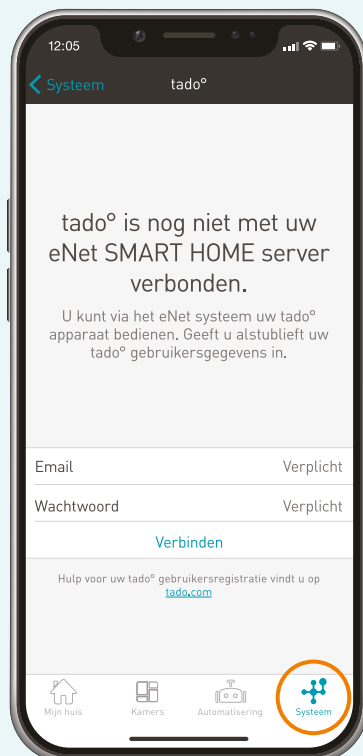 12:05
Systeem
tado°
tado° is nog niet met uw
eNet SMART HOME server
verbonden.
U kunt via het eNet systeem uw tado°
apparaat bedienen. Geeft u alstublieft uw
tado° gebruikersgegevens in.
Email Verplicht
Wachtwoord Verplicht
Verbinden
Hulp voor uw tado° gebruikersregistratie vindt u op
tado.com
Mijn huis Kamers Automatisering Systeem